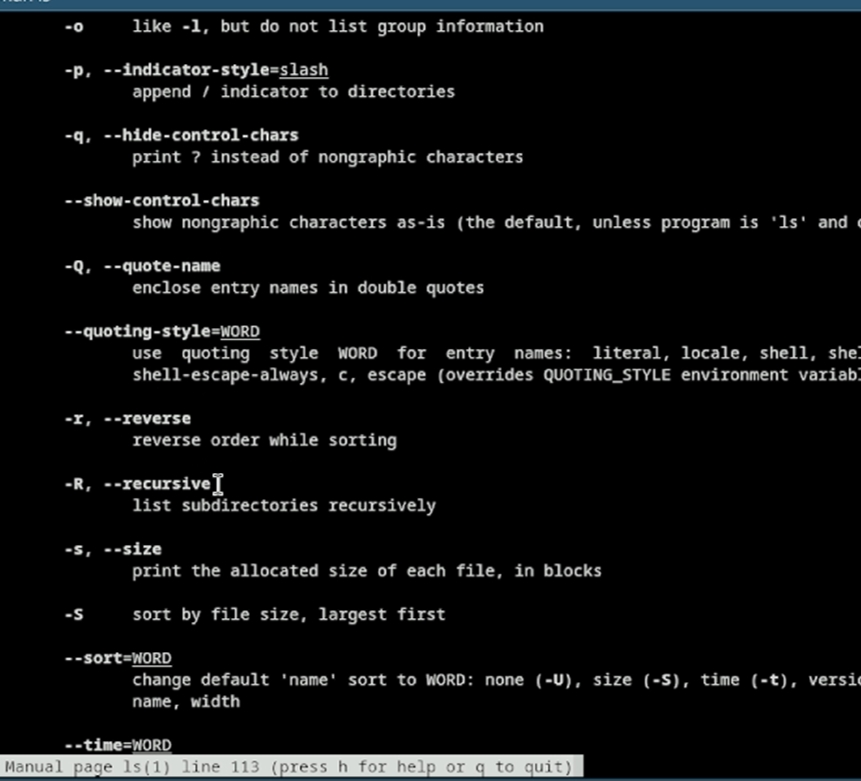 -o     like -l, but do not list group information
-p, --indicator-style=slash
append / indicator to directories
-q, --hide-control-chars
print ? instead of nongraphic characters
--show-control-chars
show nongraphic characters as-is (the default, unless program is 'ls' and
-Q, --quote-name
enclose entry names in double quotes
--quoting-style=WORD
use  quoting  style  WORD  for  entry  names:  literal, locale, shell,
shell-escape-always, c, escape (overrides QUOTING_STYLE environment
-r, --reverse
reverse order while sorting
-R, --recursive
list subdirectories recursively
-s, --size
print the allocated size of each file, in blocks
-S     sort by file size, largest first
--sort=WORD
change default 'name' sort to WORD: none (-U), size (-S), time (-t),
name, width
--time=WORD
Manual page ls(1) line 113 (press h for help or q to quit)